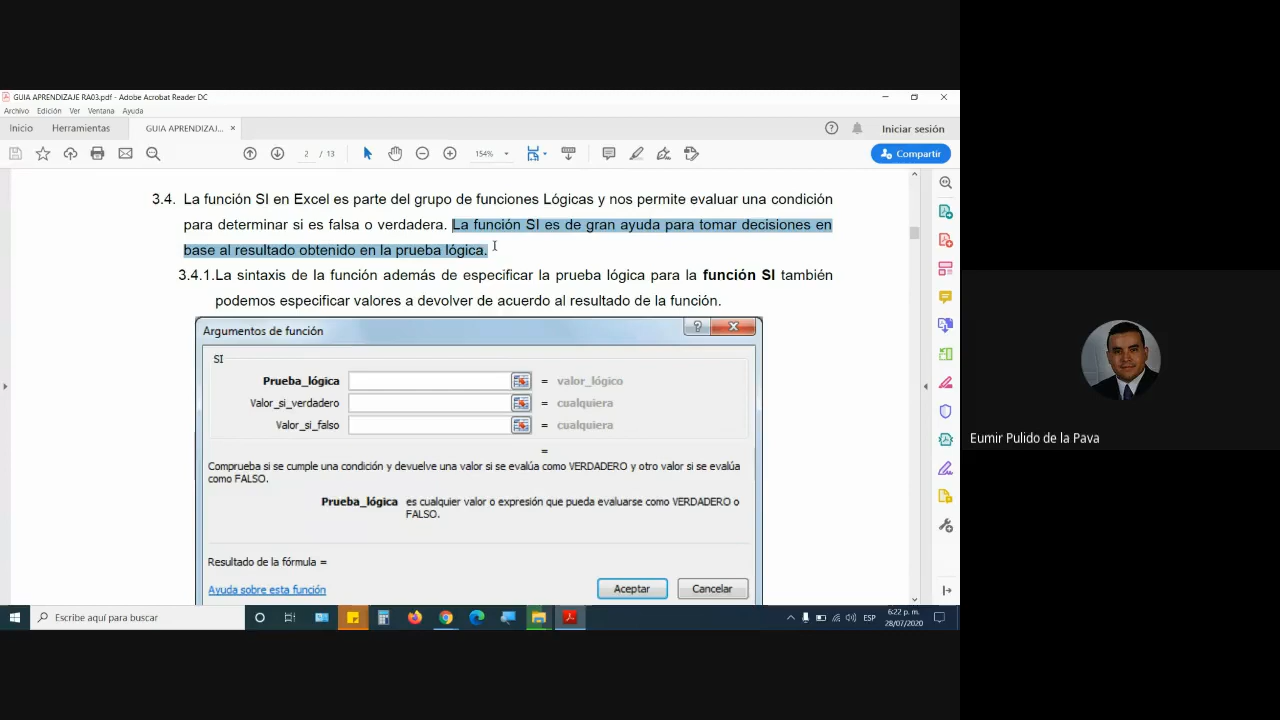 GUIA APRENDIZAJE RA03.pdf - Adobe Acrobat Reader DC
Archivo Edición Ver Ventana Ayuda
Inicio Herramientas GUIA APRENDIZAJ... × Iniciar sesión
2 / 13 154% Compartir
3.4. La función SI en Excel es parte del grupo de funciones Lógicas y nos permite evaluar una condición
para determinar si es falsa o verdadera. La función SI es de gran ayuda para tomar decisiones en
base al resultado obtenido en la prueba lógica.
3.4.1.La sintaxis de la función además de especificar la prueba lógica para la función SI también
podemos especificar valores a devolver de acuerdo al resultado de la función.
Argumentos de función
SI
Prueba_lógica = valor_lógico
Valor_si_verdadero = cualquiera
Valor_si_falso = cualquiera
=
Comprueba si se cumple una condición y devuelve una valor si se evalúa como VERDADERO y otro valor si se evalúa
como FALSO.
Prueba_lógica es cualquier valor o expresión que pueda evaluarse como VERDADERO o
FALSO.
Resultado de la fórmula =
Ayuda sobre esta función Aceptar Cancelar
Escribe aquí para buscar ESP 6:22 p. m.
28/07/2020
Eumir Pulido de la Pava